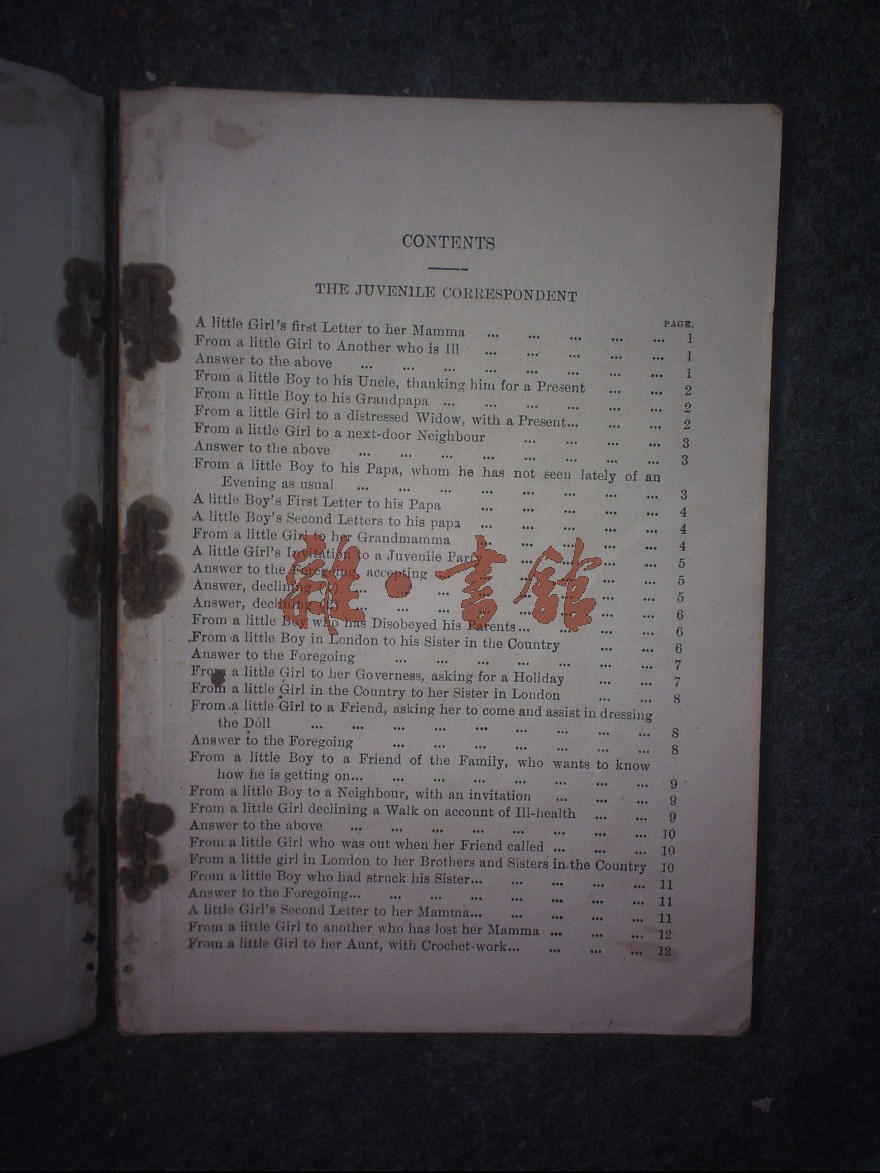 CONTENTS
THE JUVENILE CORRESPONDENT
PAGE.
A little Girl's first Letter to her Mamma ... ... ... ... ... 1
From a little Girl to Another who is Ill ... ... ... ... ... 1
Answer to the above ... ... ... ... ... ... ... ... 1
From a little Boy to his Uncle, thanking him for a Present ... ... 2
From a little Boy to his Grandpapa ... ... ... ... ... ... 2
From a little Girl to a distressed Widow, with a Present... ... ... 2
From a little Girl to a next-door Neighbour ... ... ... ... 3
Answer to the above ... ... ... ... ... ... ... ... 3
From a little Boy to his Papa, whom he has not seen lately of an
Evening as usual ... ... ... ... ... ... ... ... 3
A little Boy's First Letter to his Papa ... ... ... ... ... 4
A little Boy's Second Letters to his papa ... ... ... ... ... 4
From a little Girl to her Grandmamma ... ... ... ... ... 4
A little Girl's Invitation to a Juvenile Party ... ... ... ... 5
Answer to the Foregoing, accepting ... ... ... ... ... ... 5
Answer, declining (1) ... ... ... ... ... ... ... ... 5
Answer, declining (2) ... ... ... ... ... ... ... ... 6
From a little Boy who has Disobeyed his Parents... ... ... ... 6
From a little Boy in London to his Sister in the Country ... ... 6
Answer to the Foregoing ... ... ... ... ... ... ... 7
From a little Girl to her Governess, asking for a Holiday ... ... 7
From a little Girl in the Country to her Sister in London ... ... 8
From a little Girl to a Friend, asking her to come and assist in dressing
the Doll ... ... ... ... ... ... ... ... ... 8
Answer to the Foregoing ... ... ... ... ... ... ... 8
From a little Boy to a Friend of the Family, who wants to know
how he is getting on... ... ... ... ... ... ... ... 9
From a little Boy to a Neighbour, with an invitation ... ... ... 9
From a little Girl declining a Walk on account of Ill-health ... ... 9
Answer to the above ... ... ... ... ... ... ... ... 10
From a little Girl who was out when her Friend called ... ... ... 10
From a little girl in London to her Brothers and Sisters in the Country 10
From a little Boy who had struck his Sister... ... ... ... ... 11
Answer to the Foregoing... ... ... ... ... ... ... ... 11
A little Girl's Second Letter to her Mamma... ... ... ... ... 11
From a little Girl to another who has lost her Mamma ... ... ... 12
From a little Girl to her Aunt, with Crochet-work... ... ... ... 12
雜·書館